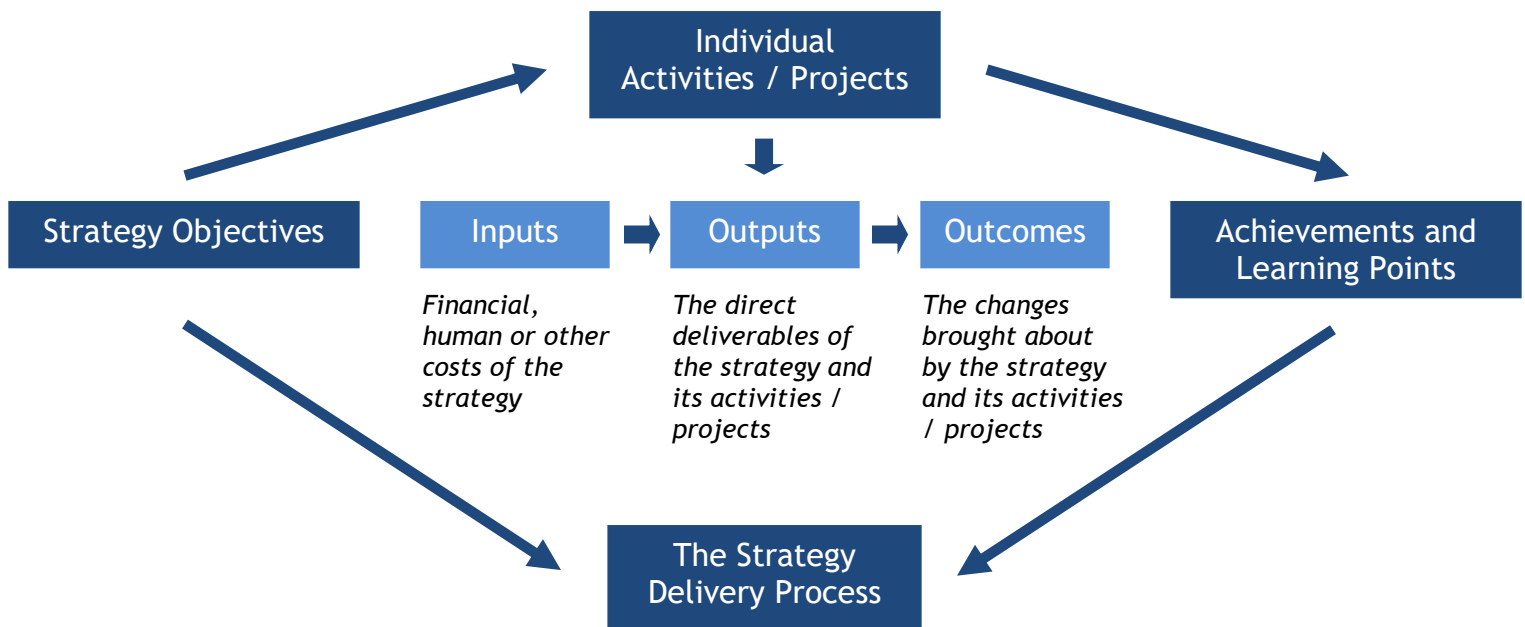 Individual
Activities / Projects
Strategy Objectives
Inputs
Outputs
Outcomes
Achievements and
Learning Points
Financial,
human or other
costs of the
strategy
The direct
deliverables of
the strategy and
its activities /
projects
The changes
brought about
by the strategy
and its activities
/ projects
The Strategy
Delivery Process